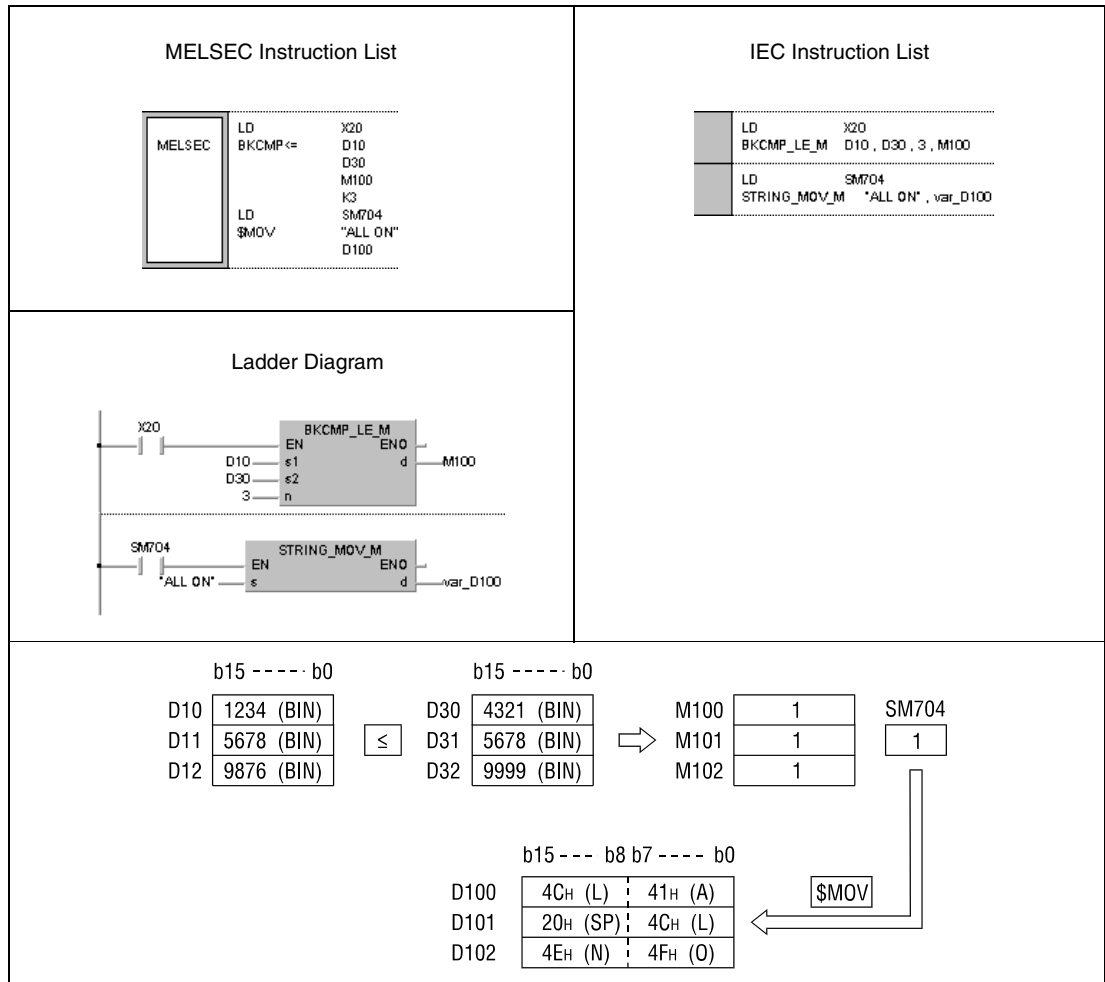 MELSEC Instruction List
MELSEC
LD X20
BKCMP<= D10
D30
M100
K3
LD SM704
$MOV "ALL ON"
D100
IEC Instruction List
LD X20
BKCMP_LE_M D10 , D30 , 3 , M100
LD SM704
STRING_MOV_M "ALL ON" , var_D100
Ladder Diagram
X20
BKCMP_LE_M
EN ENO
D10 s1 d M100
D30 s2
3 n
SM704
STRING_MOV_M
EN ENO
"ALL ON" s d var_D100
b15 ----- b0 b15 ----- b0
D10 1234 (BIN) D30 4321 (BIN) M100 1 SM704
D11 5678 (BIN) ≤ D31 5678 (BIN) ⇨ M101 1 1
D12 9876 (BIN) D32 9999 (BIN) M102 1
b15 --- b8 b7 ---- b0
D100 4CH (L) 41H (A) $MOV
D101 20H (SP) 4CH (L)
D102 4EH (N) 4FH (O)